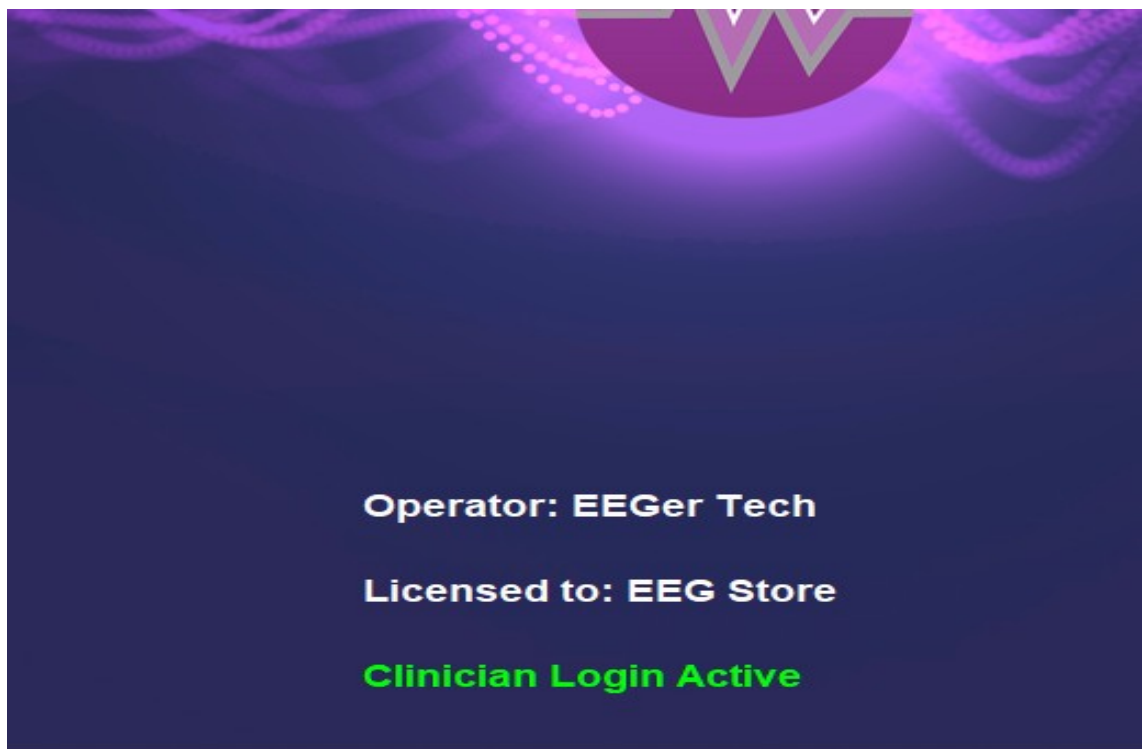 Operator: EEGer Tech
Licensed to: EEG Store
Clinician Login Active